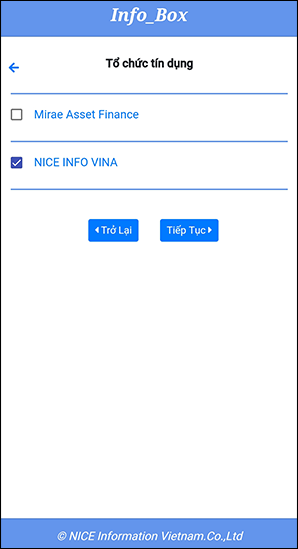 Info_Box
Tổ chức tín dụng
Mirae Asset Finance
NICE INFO VINA
Trở Lại
Tiếp Tục
© NICE Information Vietnam.Co.,Ltd